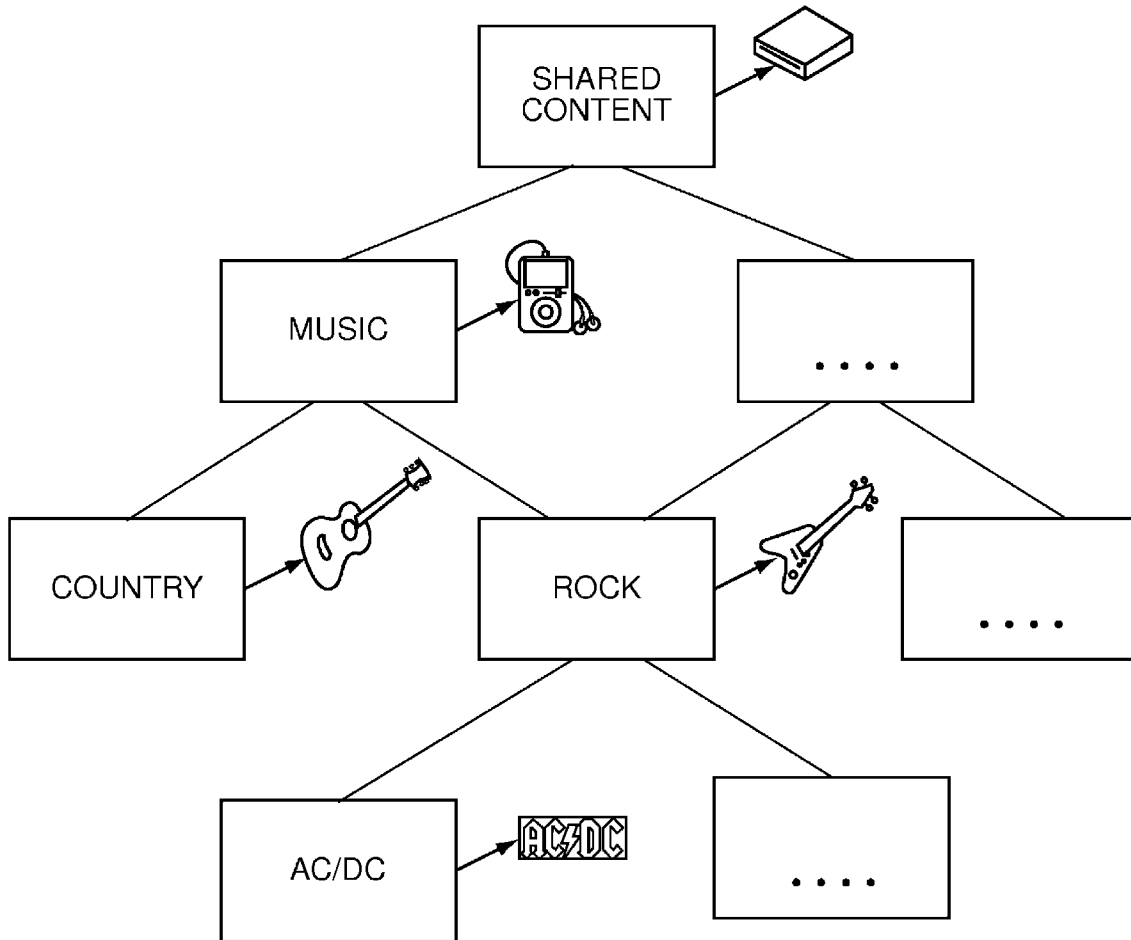 SHARED
CONTENT
MUSIC
. . . .
COUNTRY
ROCK
. . . .
AC/DC
AC/DC
. . . .